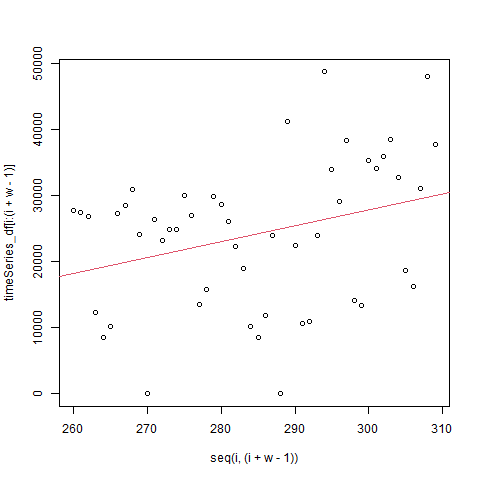 50000
40000
30000
20000
10000
0
timeSeries_df[i:(i + w - 1)]
260 270 280 290 300 310
seq(i, (i + w - 1))